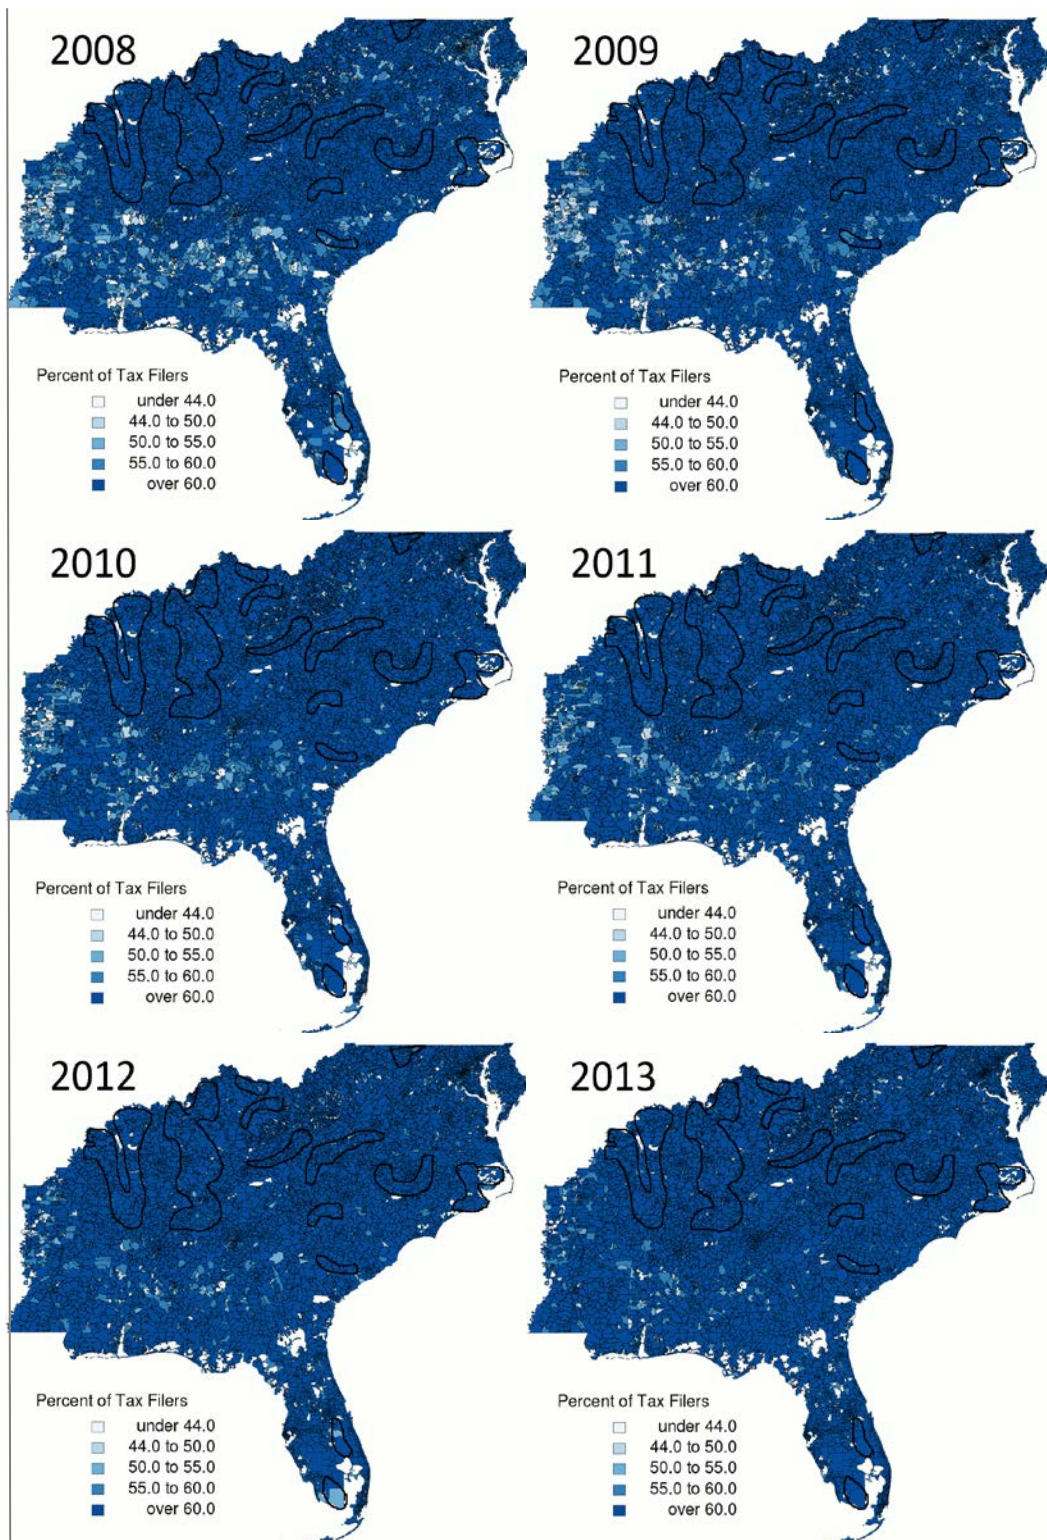 2008
Percent of Tax Filers
under 44.0
44.0 to 50.0
50.0 to 55.0
55.0 to 60.0
over 60.0
2009
Percent of Tax Filers
under 44.0
44.0 to 50.0
50.0 to 55.0
55.0 to 60.0
over 60.0
2010
Percent of Tax Filers
under 44.0
44.0 to 50.0
50.0 to 55.0
55.0 to 60.0
over 60.0
2011
Percent of Tax Filers
under 44.0
44.0 to 50.0
50.0 to 55.0
55.0 to 60.0
over 60.0
2012
Percent of Tax Filers
under 44.0
44.0 to 50.0
50.0 to 55.0
55.0 to 60.0
over 60.0
2013
Percent of Tax Filers
under 44.0
44.0 to 50.0
50.0 to 55.0
55.0 to 60.0
over 60.0